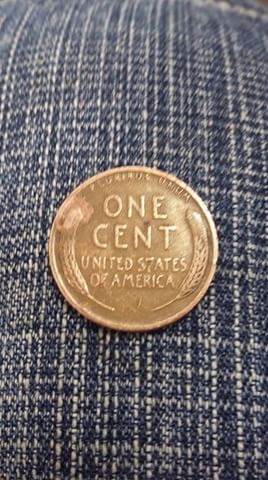 PLURIBUS UNUM
ONE
CENT
UNITED STATES
OF AMERICA